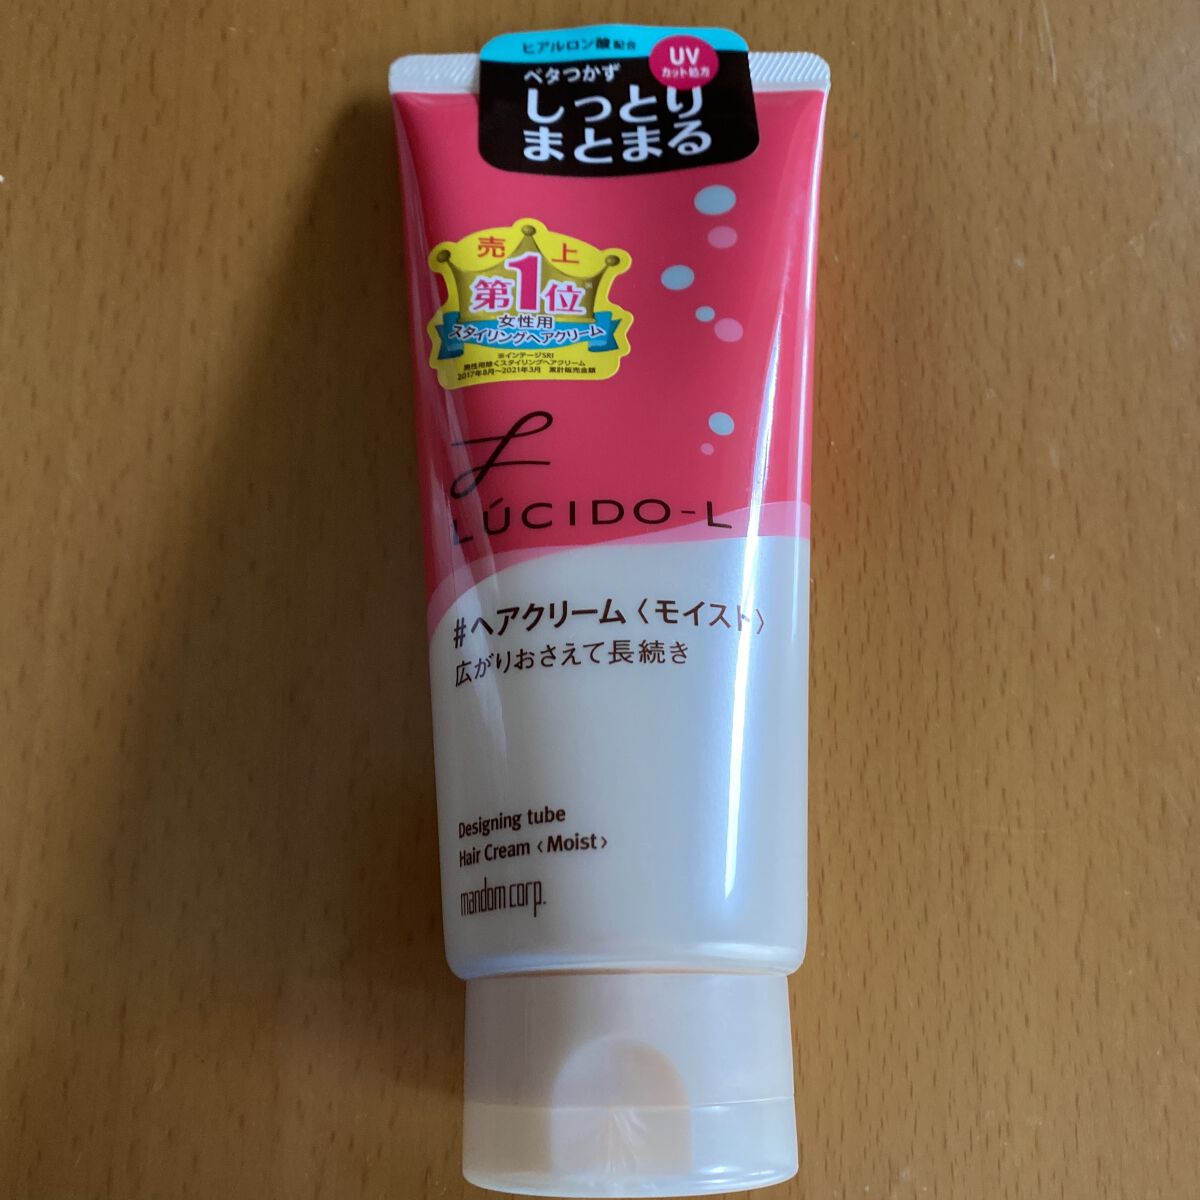 ヒアルロン酸配合
UV
カット処方
ベタつかず
しっとり
まとまる
売上
第1位※
女性用
スタイリングヘアクリーム
※インテージSRI
男性用除くスタイリングヘアクリーム
2017年8月～2021年3月 累計販売金額
LÚCIDO-L
#ヘアクリーム〈モイスト〉
広がりおさえて長続き
Designing tube
Hair Cream〈Moist〉
mandom corp.